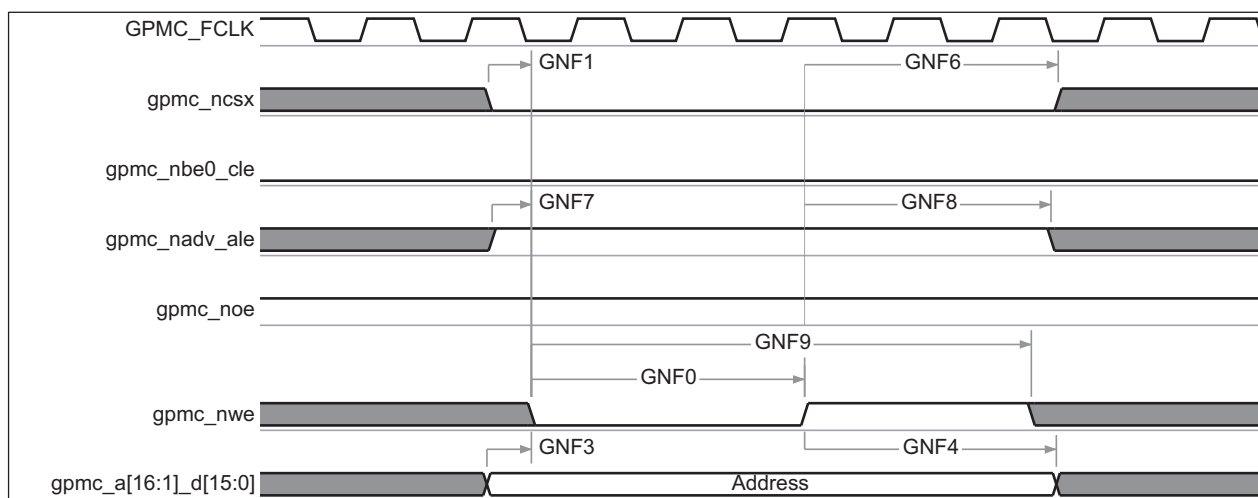 GPMC_FCLK
GNF1
GNF6
gpmc_ncsx
gpmc_nbe0_cle
GNF7
GNF8
gpmc_nadv_ale
gpmc_noe
GNF9
GNF0
gpmc_nwe
GNF3
GNF4
gpmc_a[16:1]_d[15:0]
Address